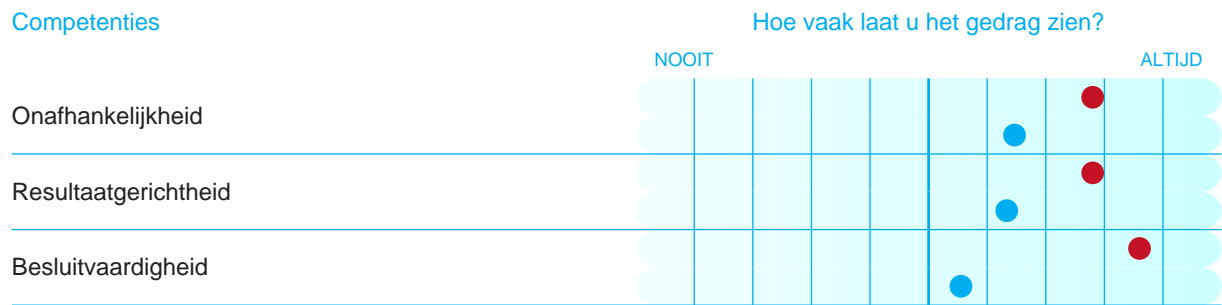 Competenties
Hoe vaak laat u het gedrag zien?
NOOIT
ALTIJD
Onafhankelijkheid
Resultaatgerichtheid
Besluitvaardigheid